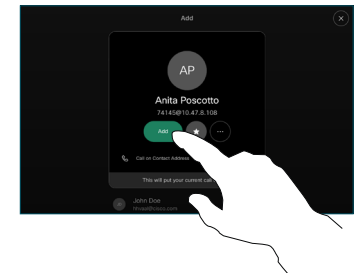 Add
AP
Anita Poscotto
74145@10.47.8.108
Add
Call on Contact Address
This will put your current call
John Doe